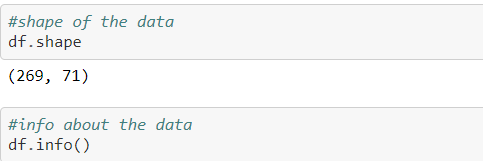 #shape of the data
df.shape
(269, 71)
#info about the data
df.info()